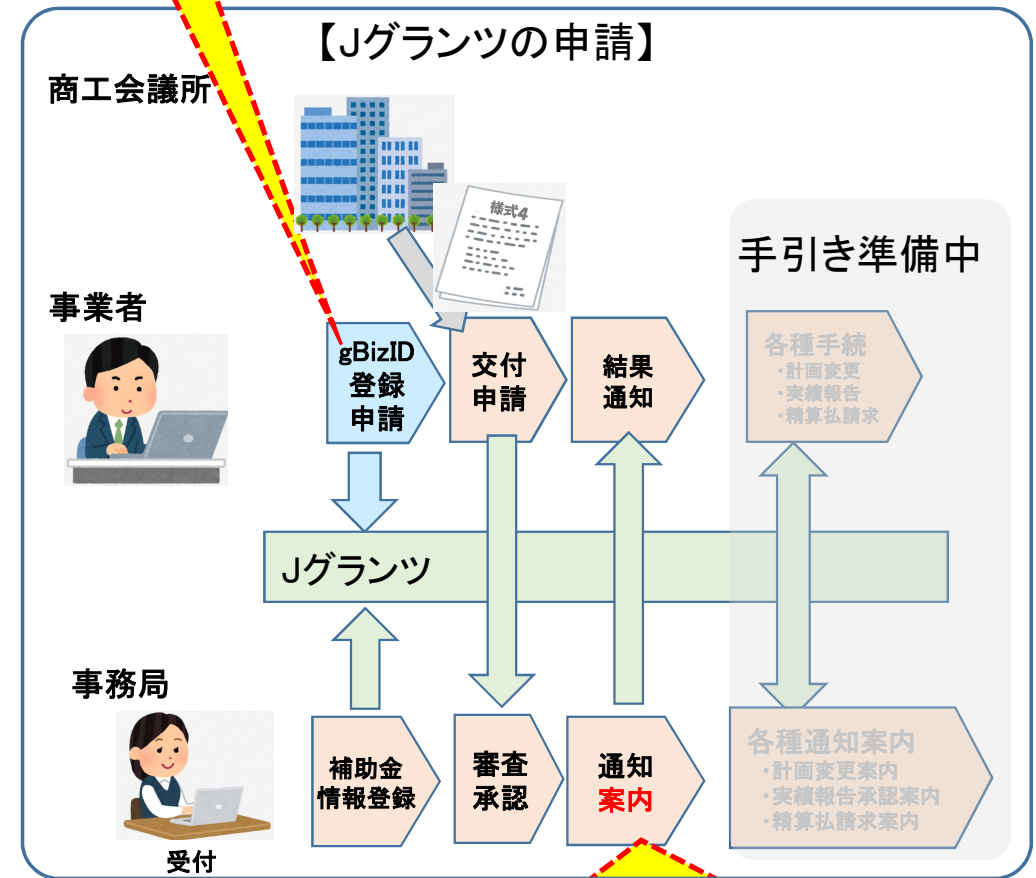 【Jグランツの申請】
商工会議所
様式4
手引き準備中
事業者
gBizID
登録
申請
交付
申請
結果
通知
各種手続
・計画変更
・実績報告
・精算払請求
Jグランツ
事務局
補助金
情報登録
審査
承認
通知
案内
各種通知案内
・計画変更案内
・実績報告承認案内
・精算払請求案内
受付